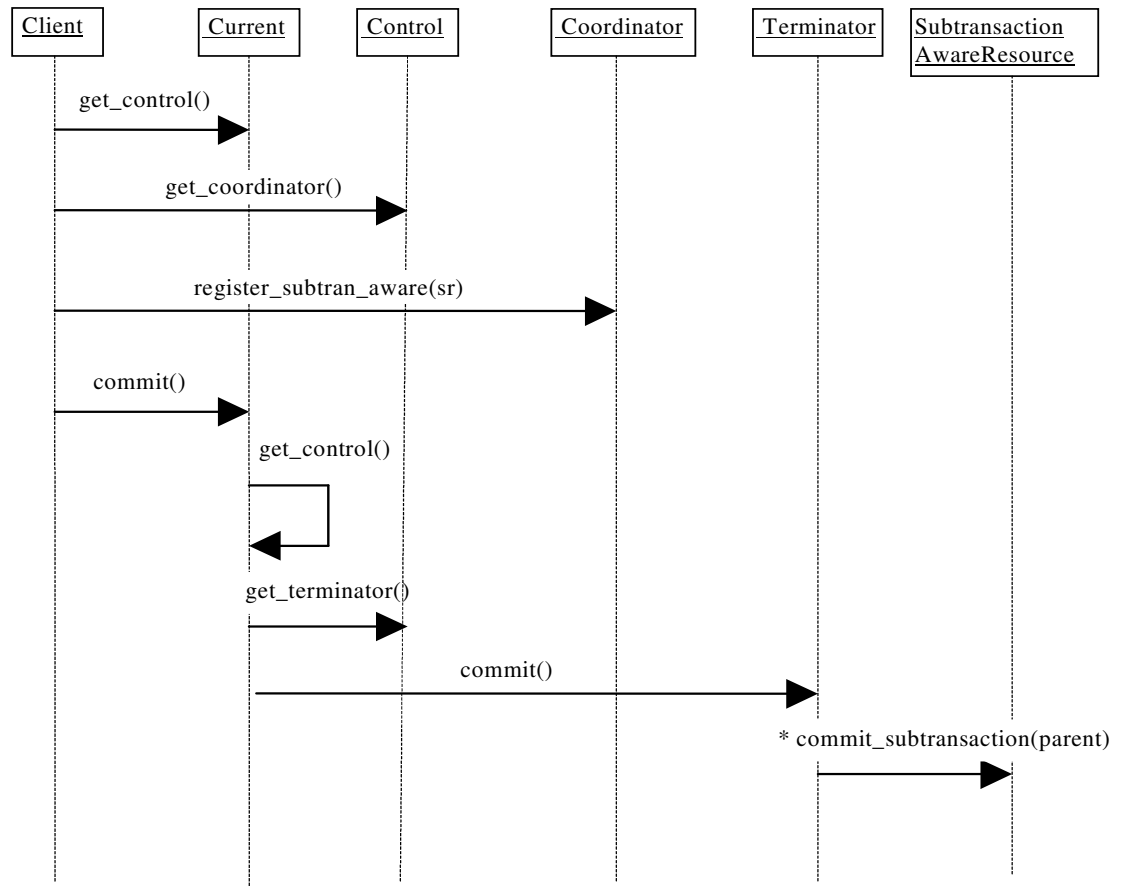 Client
Current
Control
Coordinator
Terminator
Subtransaction
AwareResource
get_control()
get_coordinator()
register_subtran_aware(sr)
commit()
get_control()
get_terminator()
commit()
* commit_subtransaction(parent)